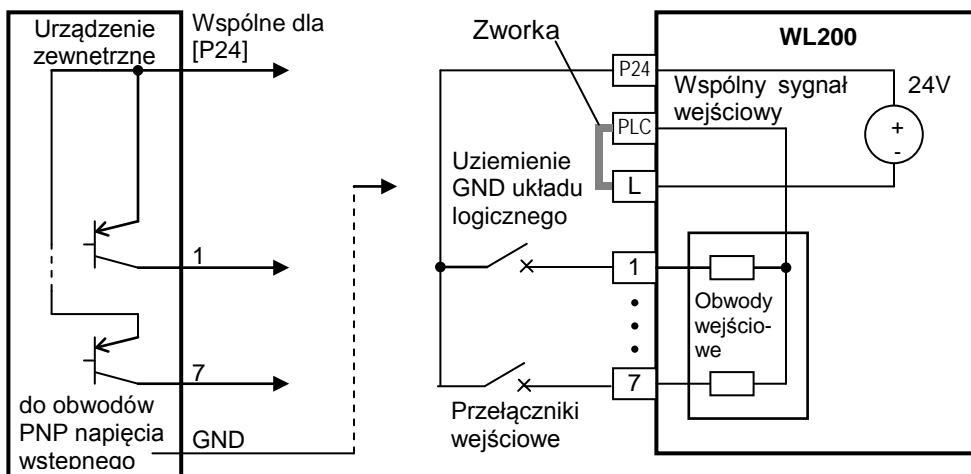 Urządzenie
zewnetrzne
Wspólne dla
[P24]
1
7
do obwodów
PNP napięcia
wstępnego
GND
Zworka
Uziemienie
GND układu
logicznego
Przełączniki
wejściowe
WL200
P24
PLC
L
1
7
Wspólny sygnał
wejściowy
24V
+
-
Obwody
wejścio-
we